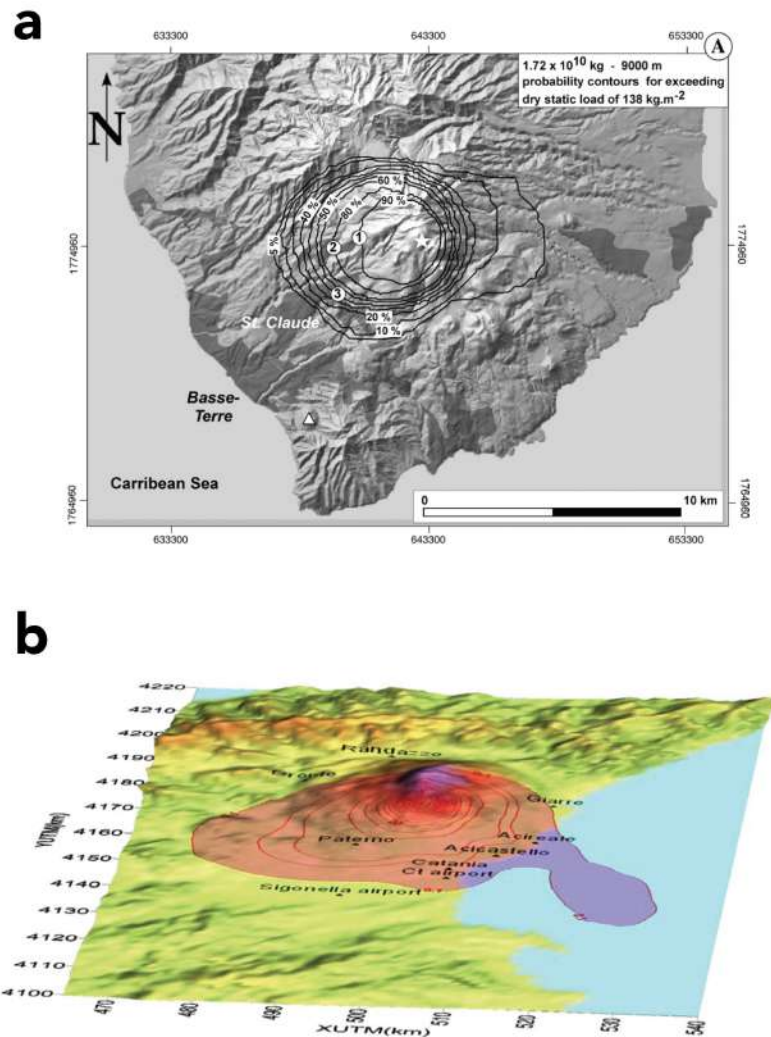 a
633300 643300 653300
A
1.72 x 10^10 kg - 9000 m
probability contours for exceeding
dry static load of 138 kg.m^-2
N
60 %
40 %
50 %
80 %
90 %
5 %
1
2
3
1774960
1774960
St. Claude
20 %
10 %
Basse-
Terre
Carribean Sea
0 10 km
1764960
1764960
633300 643300 653300
b
4220
4210
4200
4190
4180
4170
4160
4150
4140
4130
4120
4110
4100
YUTM(km)
Randazzo
Giarre
Paterno
Acireale
Acicastello
Catania
Ct airport
Sigonella airport
470 480 490 500 510 520 530 540
XUTM(km)